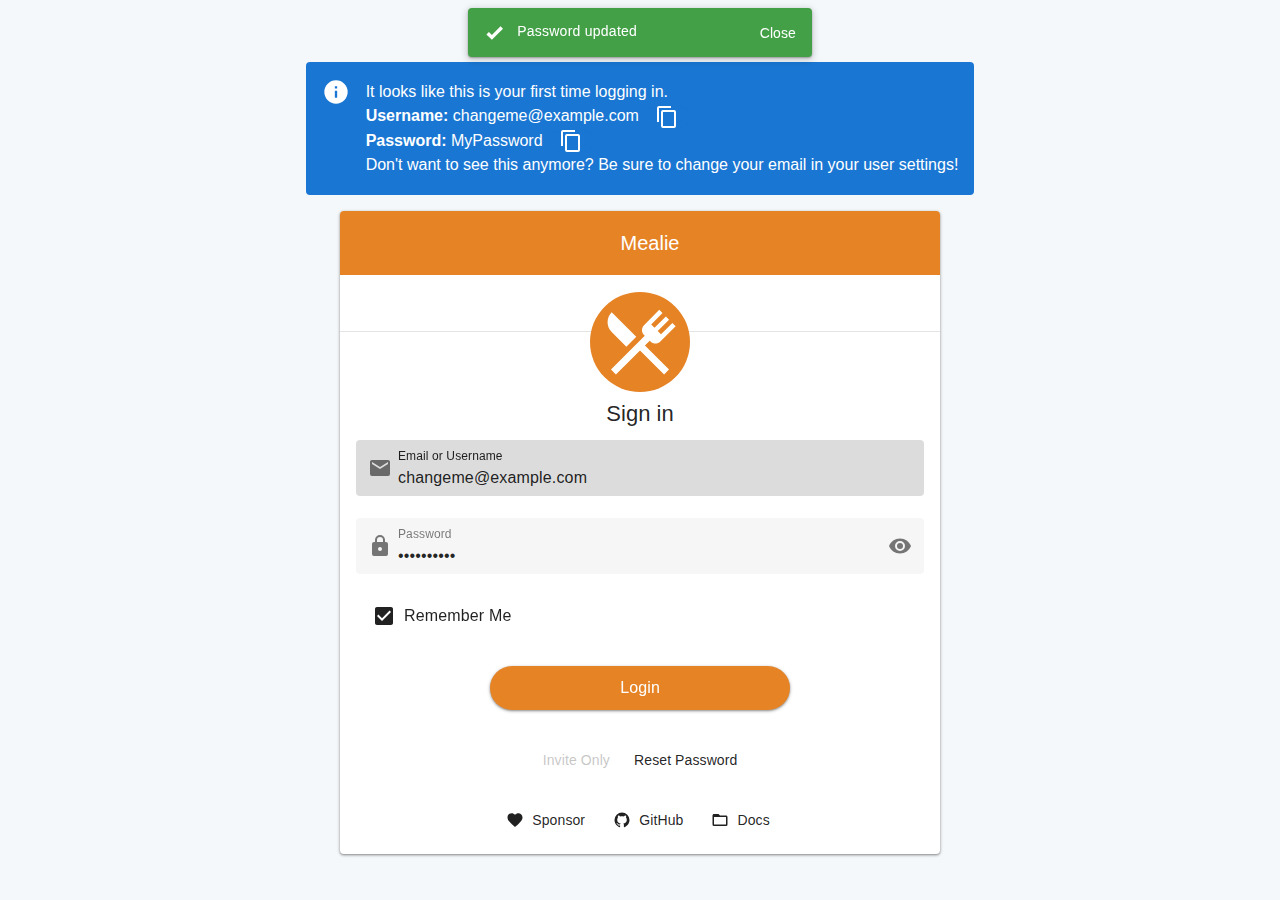 Password updated
Close
It looks like this is your first time logging in.
Username: changeme@example.com
Password: MyPassword
Don't want to see this anymore? Be sure to change your email in your user settings!
Mealie
Sign in
Email or Username
changeme@example.com
Password
••••••••••
Remember Me
Login
Invite Only Reset Password
Sponsor GitHub Docs